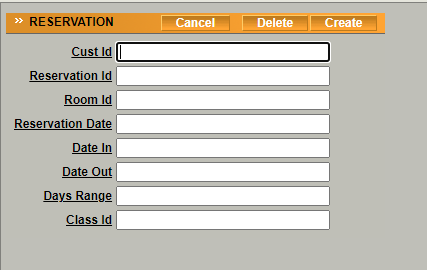 » RESERVATION Cancel Delete Create
Cust Id
Reservation Id
Room Id
Reservation Date
Date In
Date Out
Days Range
Class Id